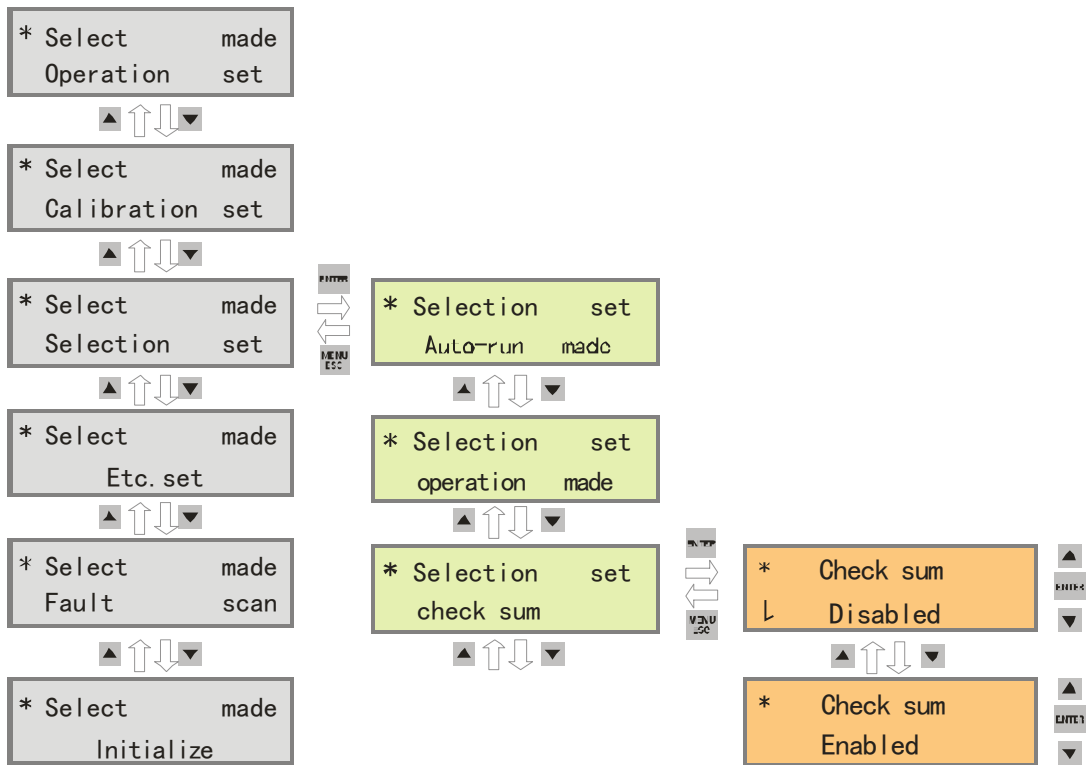 * Select made
Operation set
* Select made
Calibration set
* Select made
Selection set
* Select made
Etc. set
* Select made
Fault scan
* Select made
Initialize
ENTER
MENU
ESC
* Selection set
Auto-run made
* Selection set
operation made
* Selection set
check sum
ENTER
MENU
ESC
* Check sum
Disabled
ENTER
* Check sum
Enabled
ENTER